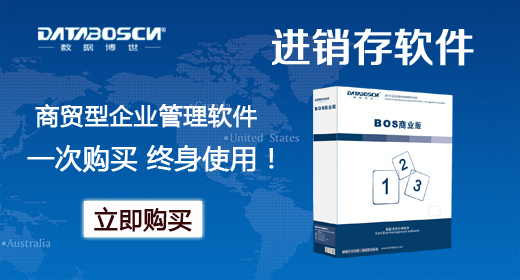 DATABOSCN®
数 据 博 世
进销存软件
商贸型企业管理软件
一次购买 终身使用！
立即购买
United States
Australia
DATABOSCN
BOS商业版
1
2
3